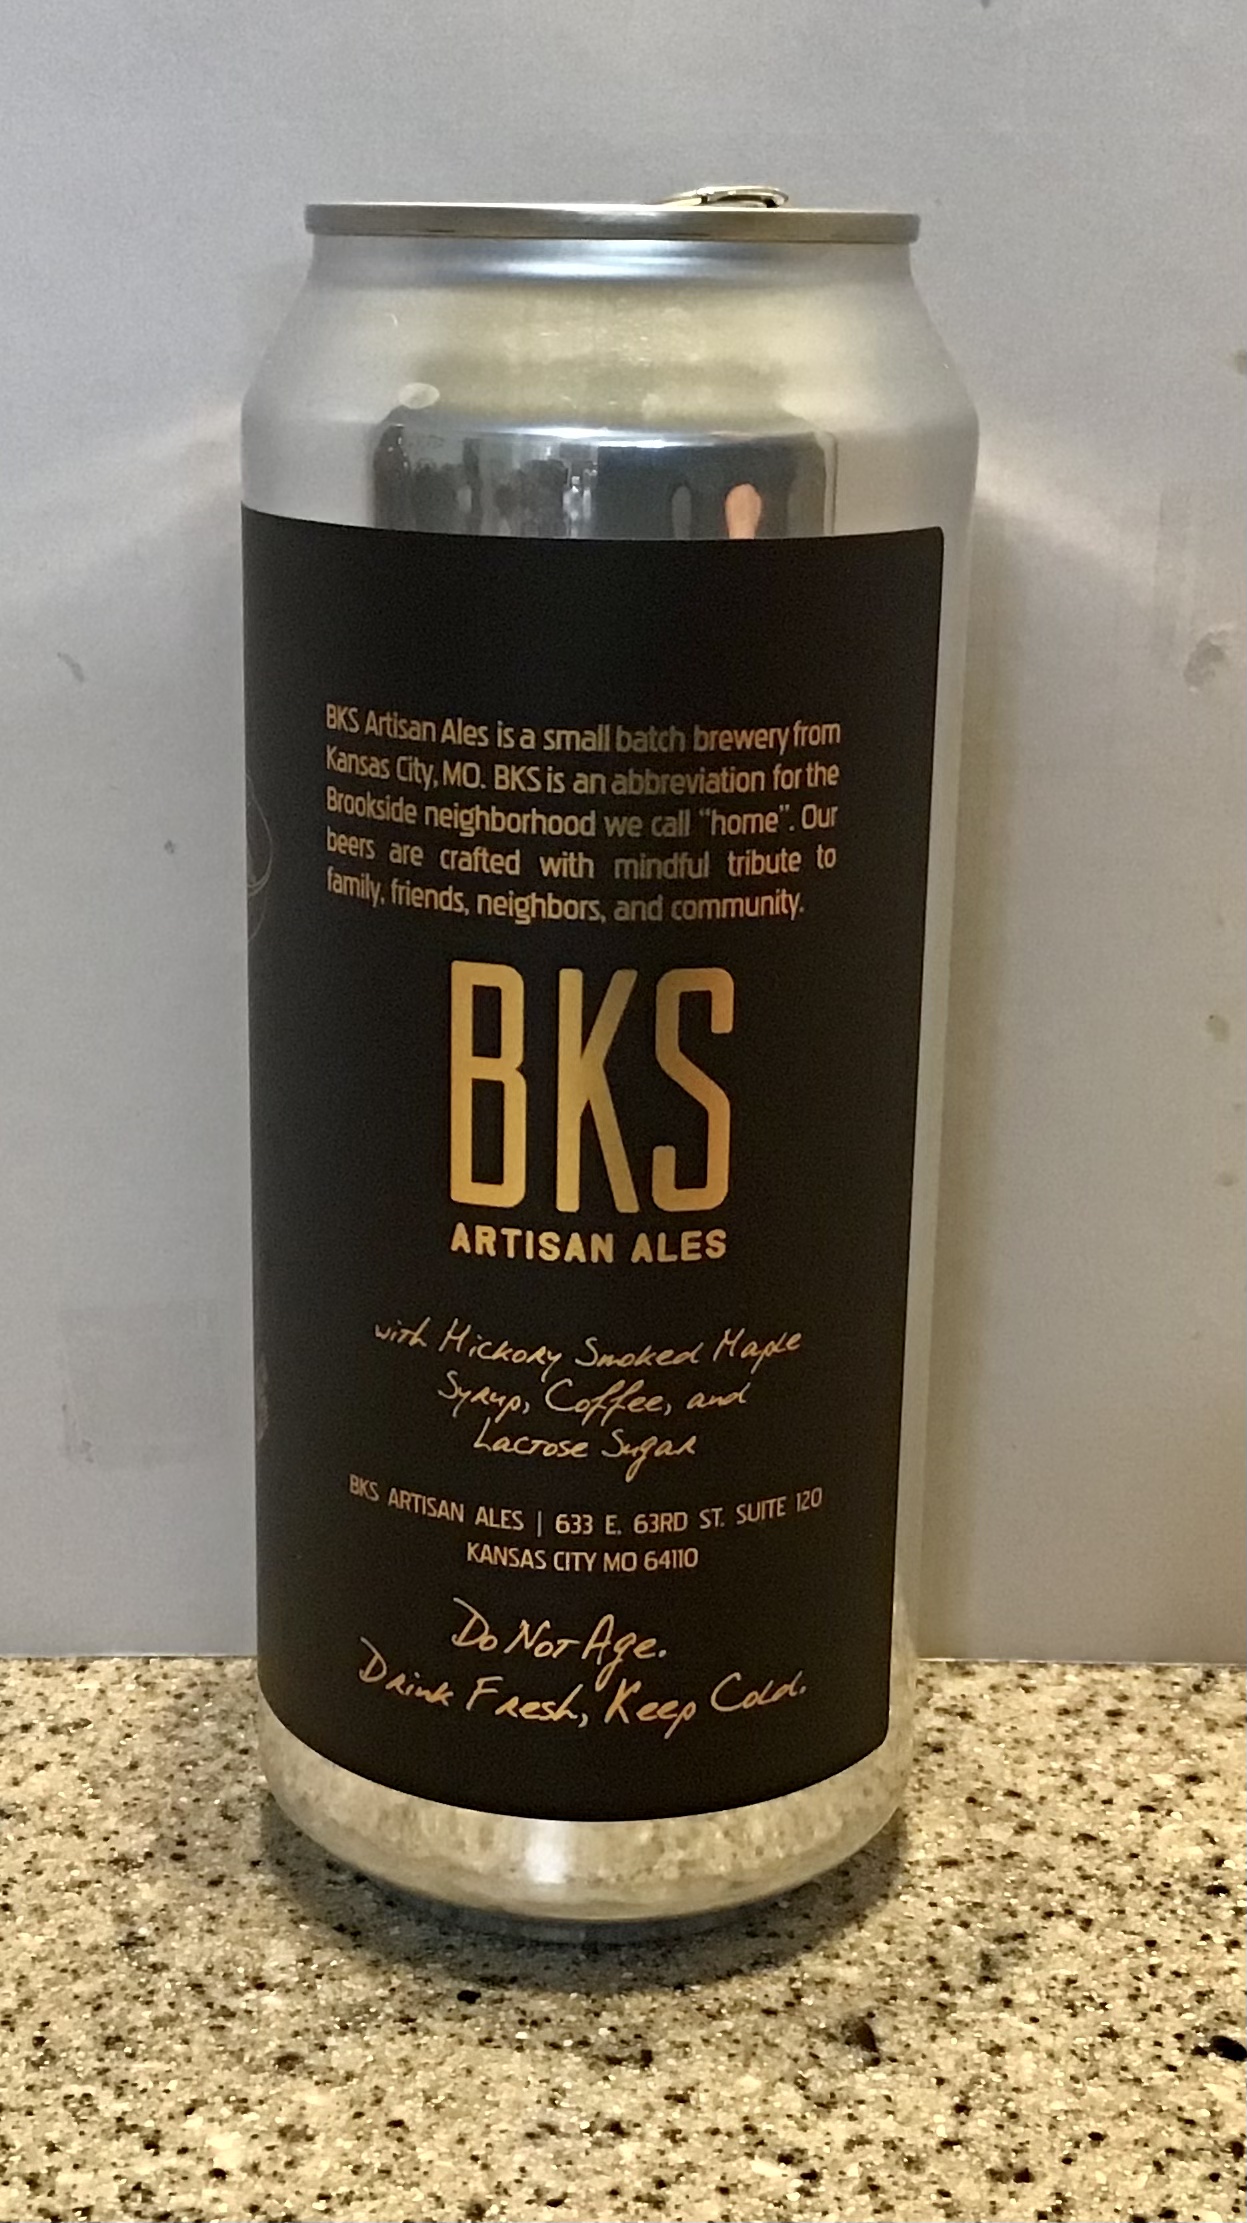 BKS Artisan Ales is a small batch brewery from
Kansas City, MO. BKS is an abbreviation for the
Brookside neighborhood we call "home". Our
beers are crafted with mindful tribute to
family, friends, neighbors, and community.
BKS
ARTISAN ALES
with Hickory Smoked Maple
Syrup, Coffee, and
Lactose Sugar
BKS ARTISAN ALES | 633 E. 63RD ST. SUITE 120
KANSAS CITY MO 64110
Do Not Age.
Drink Fresh, Keep Cold.